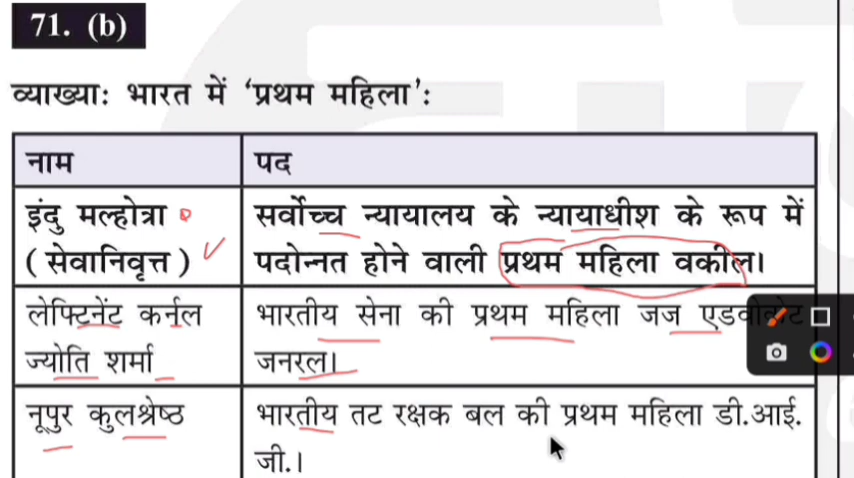 71. (b)
व्याख्याः भारत में ‘प्रथम महिला’:
नाम
पद
इंदु मल्होत्रा
(सेवानिवृत्त)
सर्वोच्च न्यायालय के न्यायाधीश के रूप में
पदोन्नत होने वाली प्रथम महिला वकील।
लेफ्टिनेंट कर्नल
ज्योति शर्मा
भारतीय सेना की प्रथम महिला जज एडवोकेट
जनरल।
नूपुर कुलश्रेष्ठ
भारतीय तट रक्षक बल की प्रथम महिला डी.आई.
जी.।